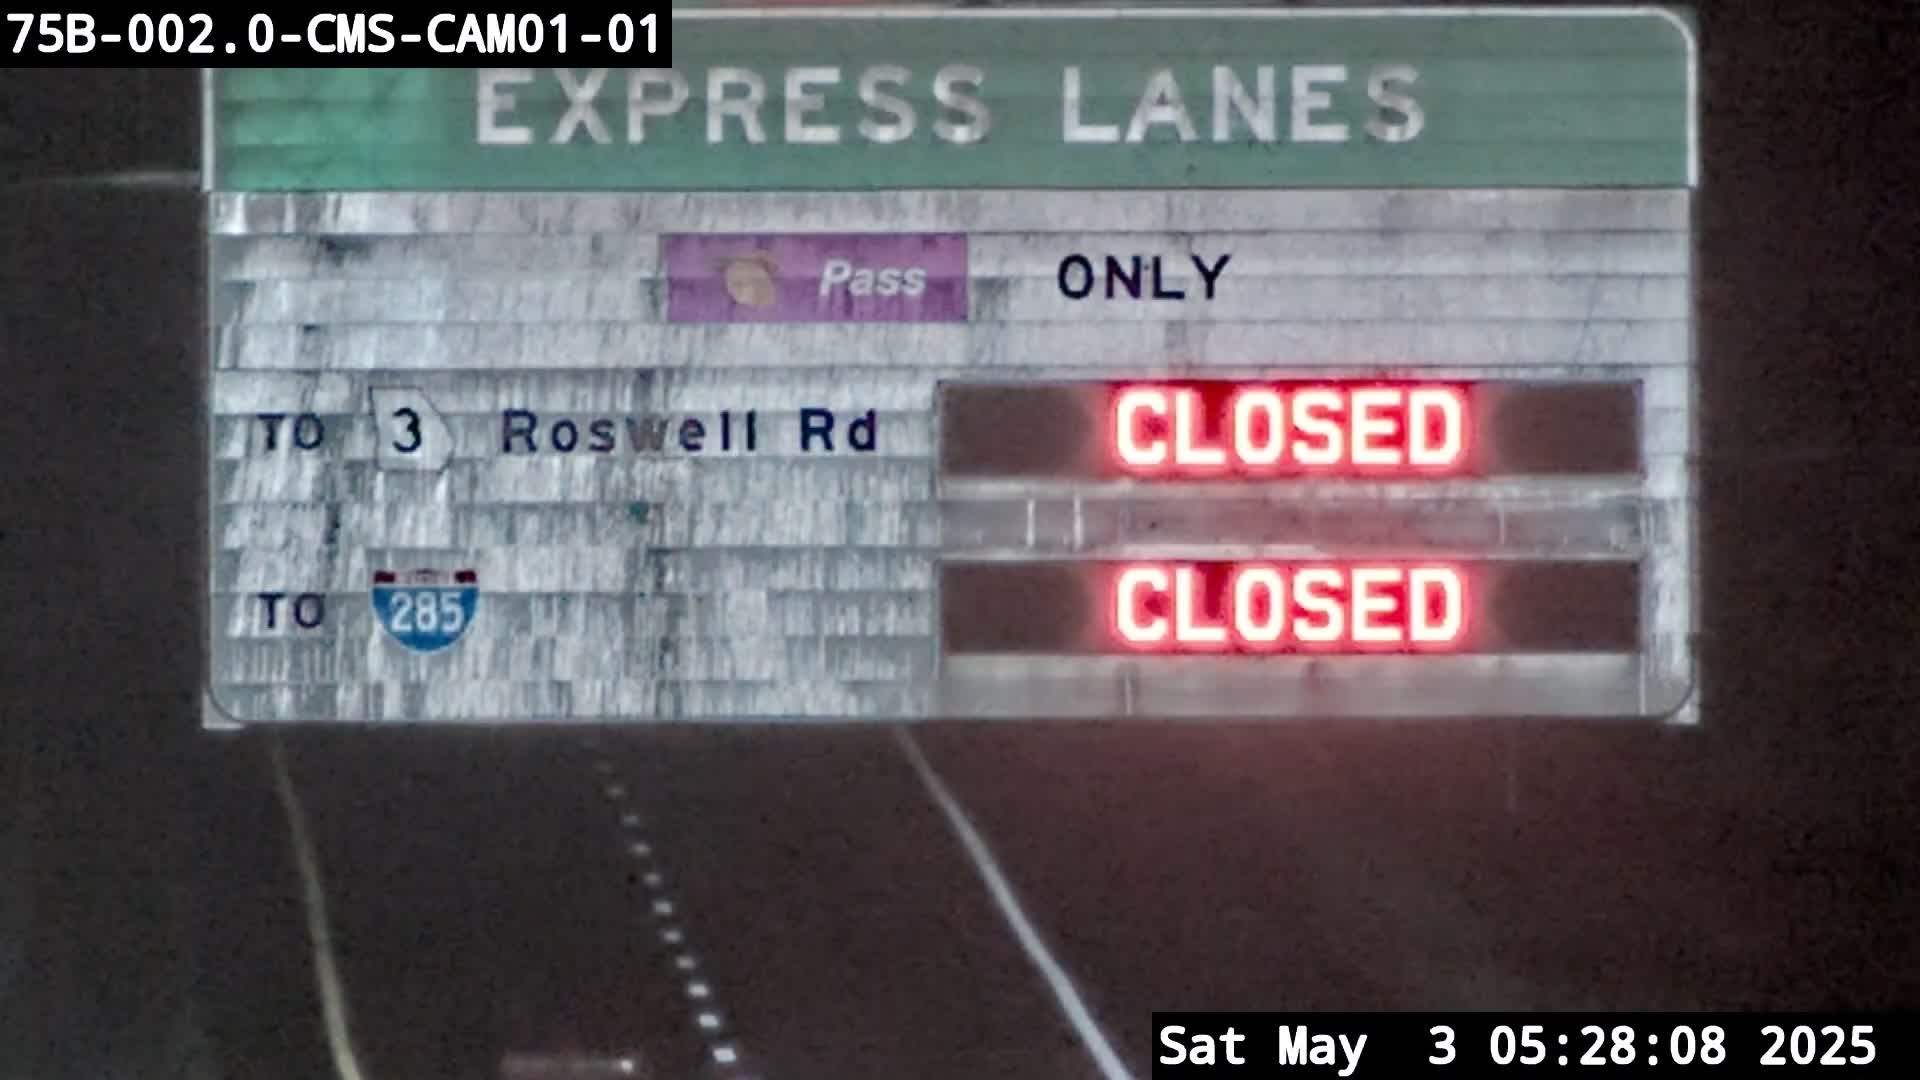 75B-002.0-CMS-CAM01-01
EXPRESS LANES
Pass ONLY
TO 3 Roswell Rd CLOSED
TO 285 CLOSED
Sat May 3 05:28:08 2025